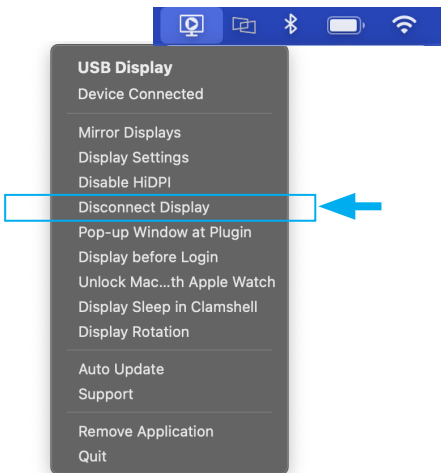 USB Display
Device Connected
Mirror Displays
Display Settings
Disable HiDPI
Disconnect Display
Pop-up Window at Plugin
Display before Login
Unlock Mac...th Apple Watch
Display Sleep in Clamshell
Display Rotation
Auto Update
Support
Remove Application
Quit